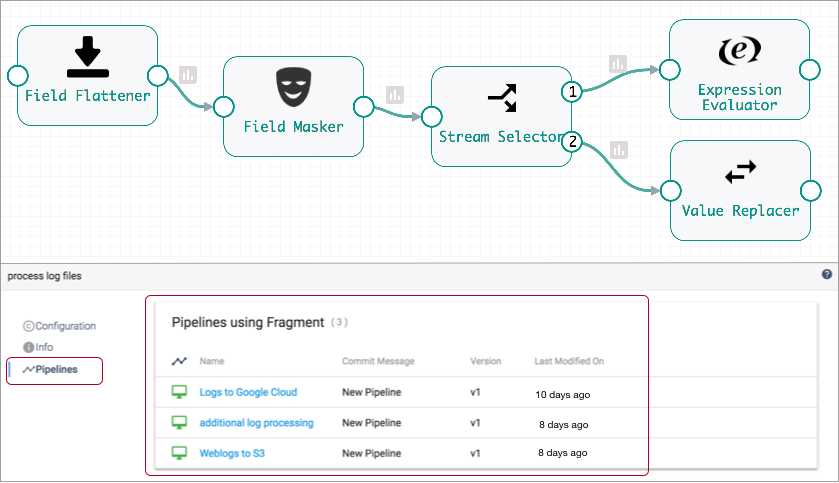 Field Flattener
Field Masker
Stream Selector
1
2
Expression
Evaluator
Value Replacer
process log files
Configuration
Info
Pipelines
Pipelines using Fragment (3)
Name Commit Message Version Last Modified On
Logs to Google Cloud New Pipeline v1 10 days ago
additional log processing New Pipeline v1 8 days ago
Weblogs to S3 New Pipeline v1 8 days ago